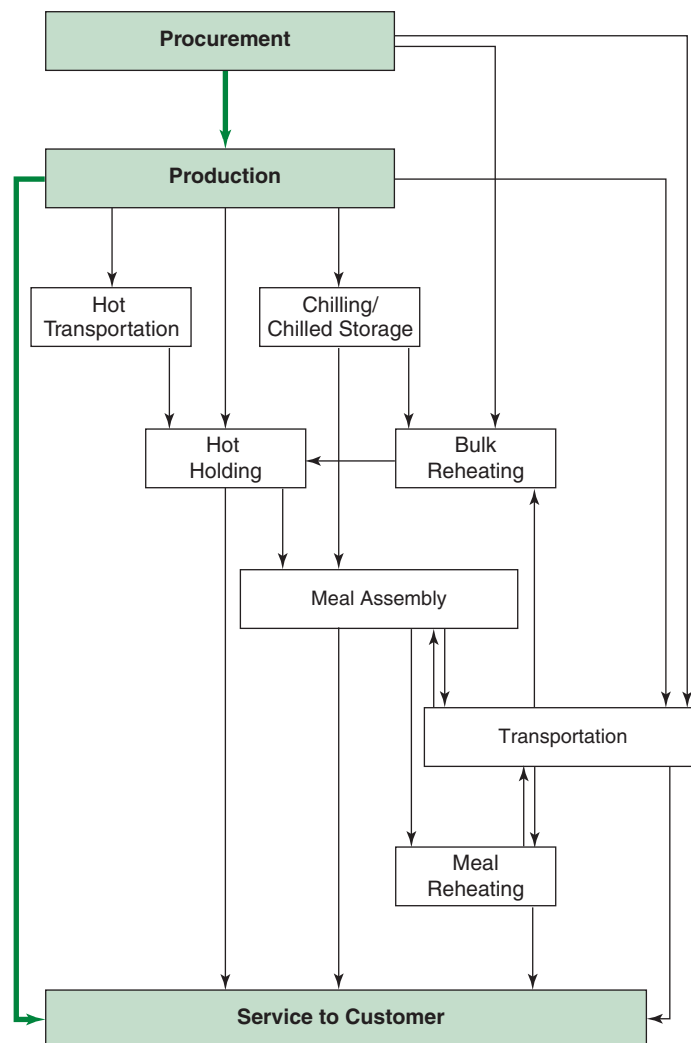 Procurement
Production
Hot
Transportation
Chilling/
Chilled Storage
Hot
Holding
Bulk
Reheating
Meal Assembly
Transportation
Meal
Reheating
Service to Customer